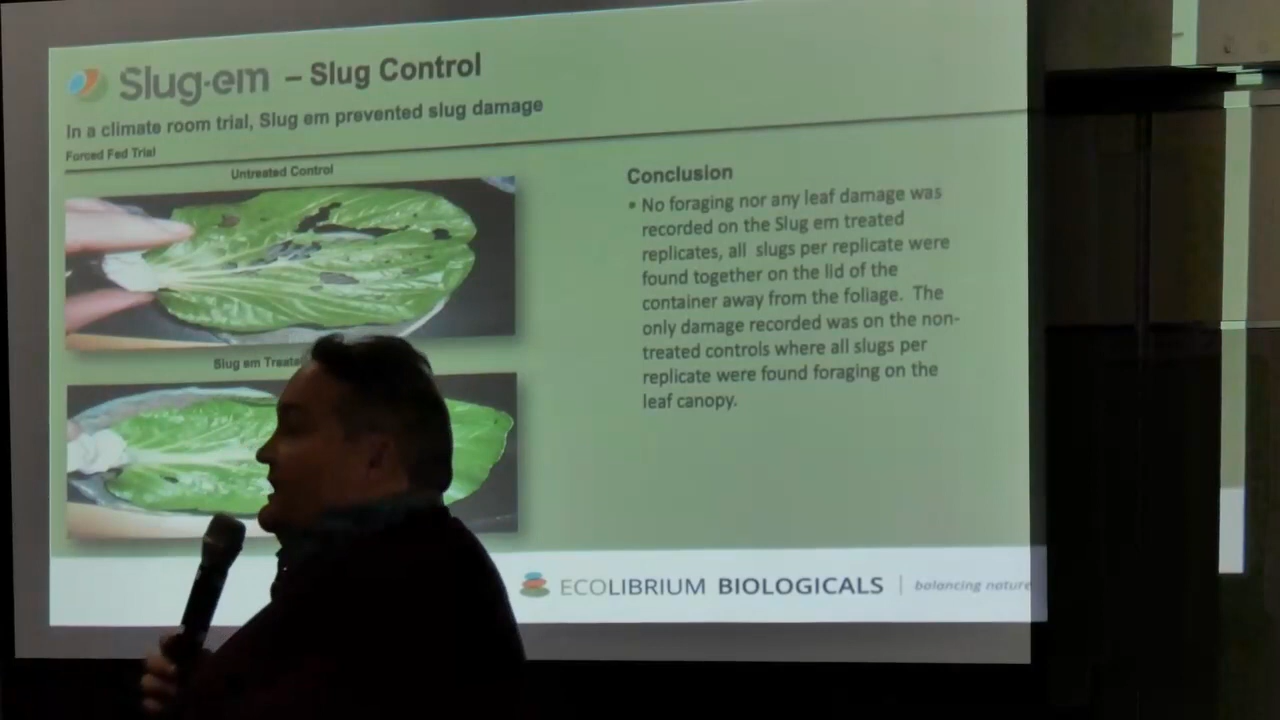 Slug·em – Slug Control
In a climate room trial, Slug em prevented slug damage
Forced Fed Trial
Untreated Control
Slug em
Conclusion
▪ No foraging nor any leaf damage was
recorded on the Slug em treated
replicates, all slugs per replicate were
found together on the lid of the
container away from the foliage. The
only damage recorded was on the non-
treated controls where all slugs per
replicate were found foraging on the
leaf canopy.
ECOLIBRIUM BIOLOGICALS | balancing nature